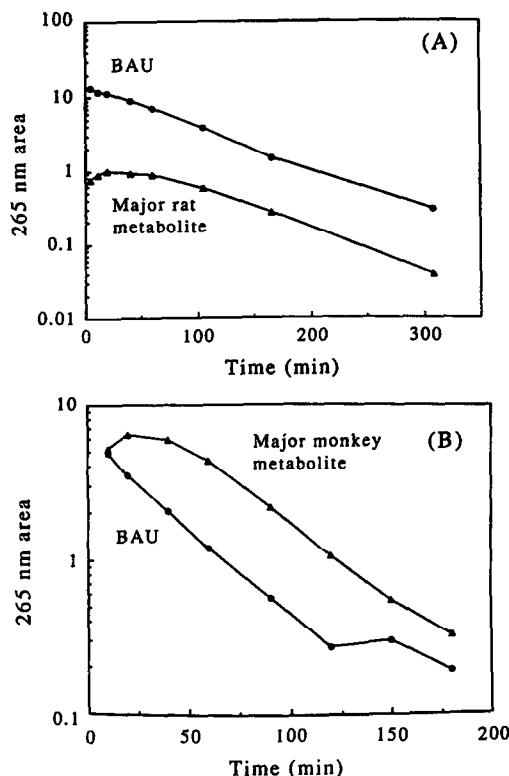 (A)
100
BAU
10
1
Major rat
metabolite
0.1
0.01
265 nm area
0
100
200
300
Time (min)
(B)
10
Major monkey
metabolite
BAU
1
0.1
265 nm area
0
50
100
150
200
Time (min)